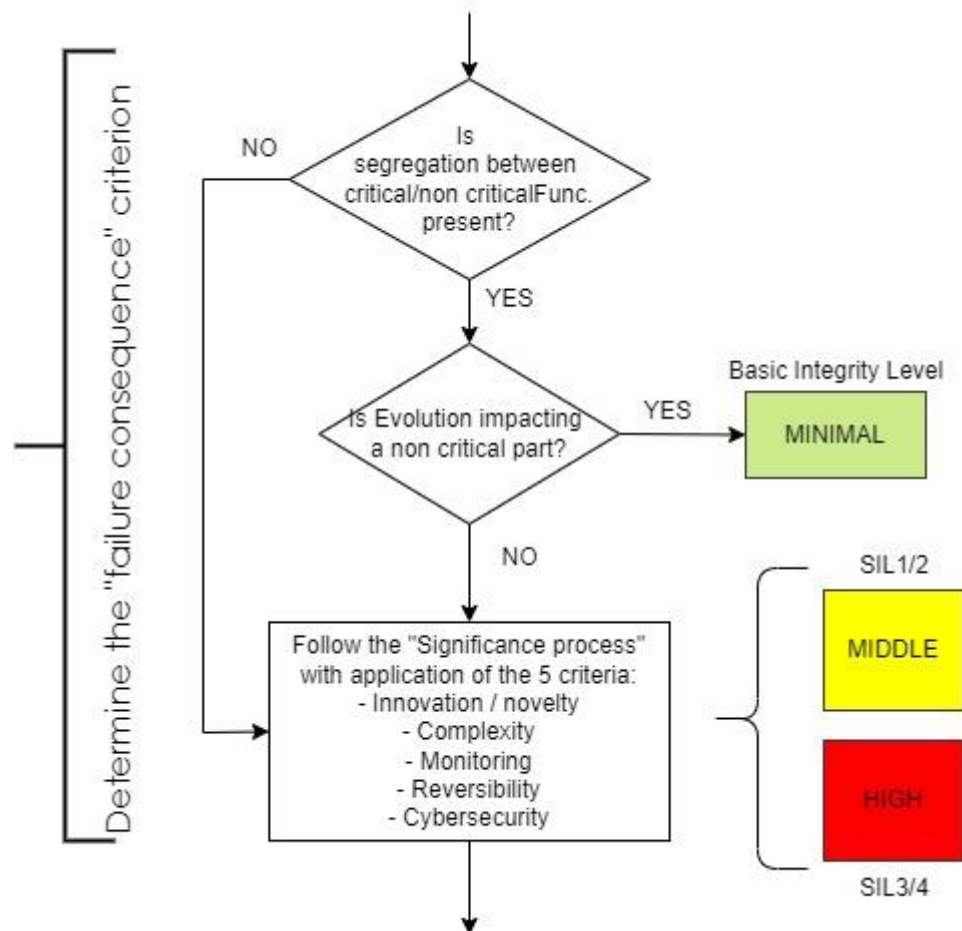 Determine the "failure consequence" criterion
Is
segregation between
critical/non criticalFunc.
present?
NO
YES
Is Evolution impacting
a non critical part?
YES
Basic Integrity Level
MINIMAL
NO
Follow the "Significance process"
with application of the 5 criteria:
- Innovation / novelty
- Complexity
- Monitoring
- Reversibility
- Cybersecurity
SIL1/2
MIDDLE
HIGH
SIL3/4